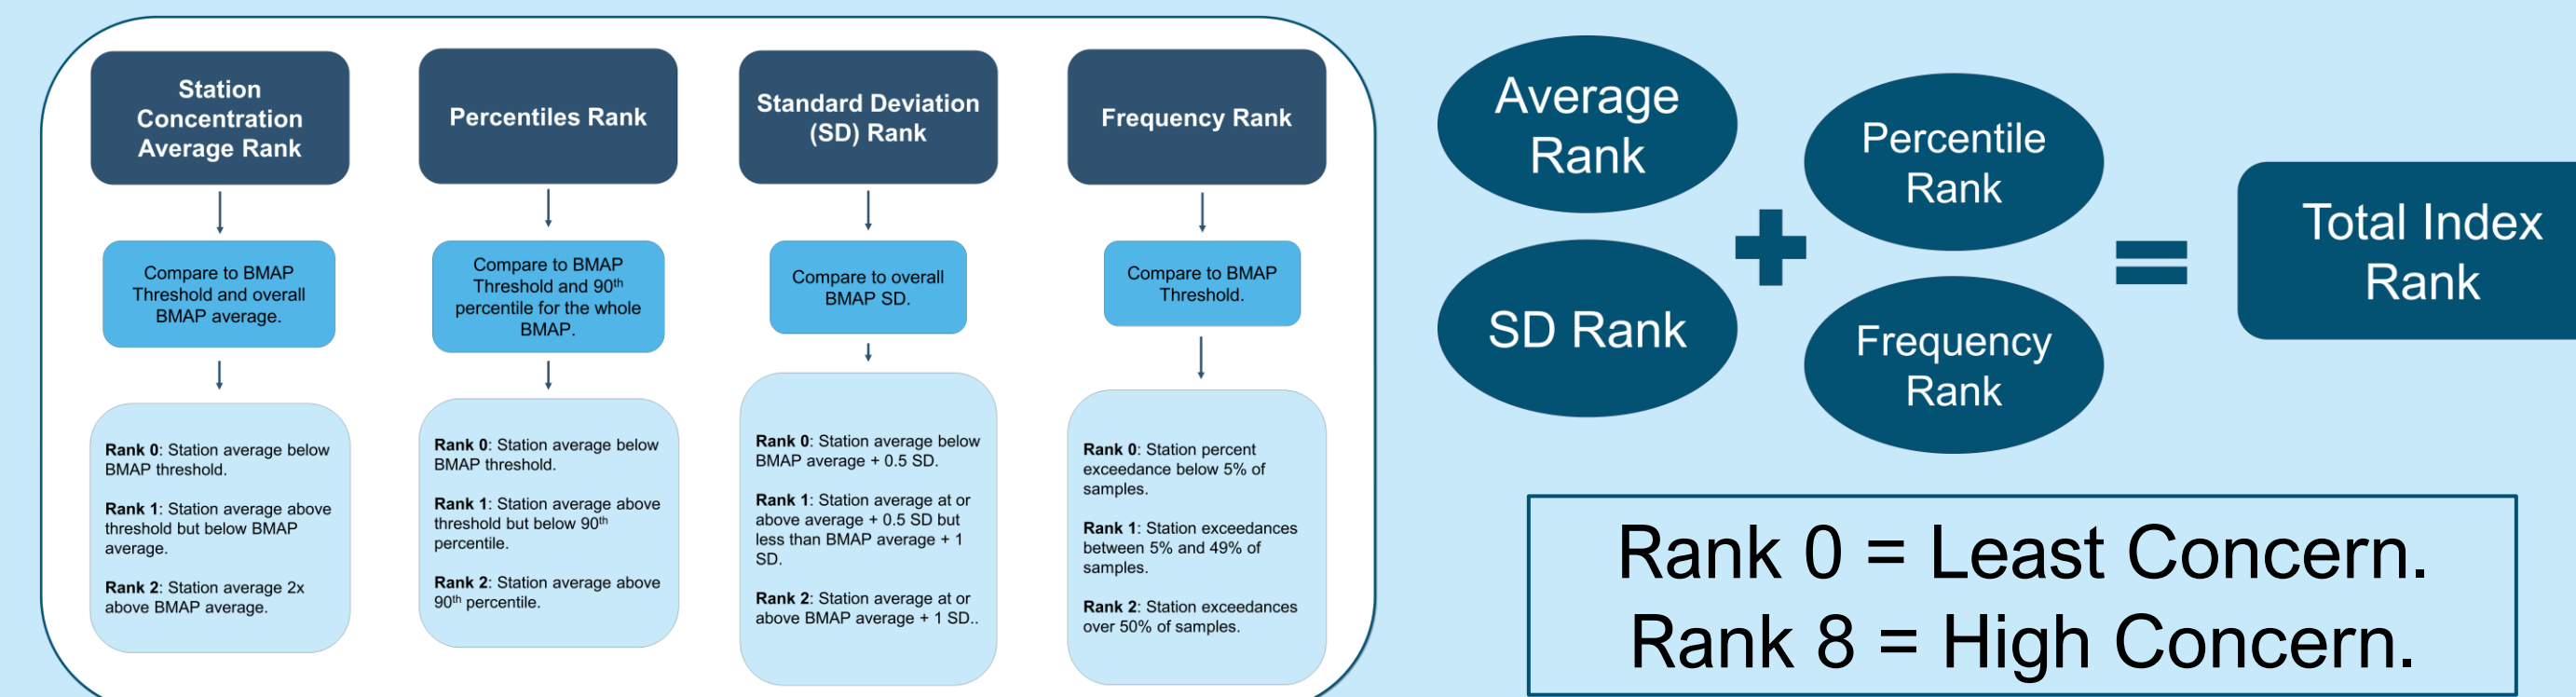 Station
Concentration
Average Rank
Compare to BMAP
Threshold and overall
BMAP average.
Rank 0: Station average below
BMAP threshold.
Rank 1: Station average above
threshold but below BMAP
average.
Rank 2: Station average 2x
above BMAP average.
Percentiles Rank
Compare to BMAP
Threshold and 90th
percentile for the whole
BMAP.
Rank 0: Station average below
BMAP threshold.
Rank 1: Station average above
threshold but below 90th
percentile.
Rank 2: Station average above
90th percentile.
Standard Deviation
(SD) Rank
Compare to overall
BMAP SD.
Rank 0: Station average below
BMAP average + 0.5 SD.
Rank 1: Station average at or
above average + 0.5 SD but
less than BMAP average + 1
SD.
Rank 2: Station average at or
above BMAP average + 1 SD..
Frequency Rank
Compare to BMAP
Threshold.
Rank 0: Station percent
exceedance below 5% of
samples.
Rank 1: Station exceedances
between 5% and 49% of
samples.
Rank 2: Station exceedances
over 50% of samples.
Average
Rank
SD Rank
+
Percentile
Rank
Frequency
Rank
=
Total Index
Rank
Rank 0 = Least Concern.
Rank 8 = High Concern.